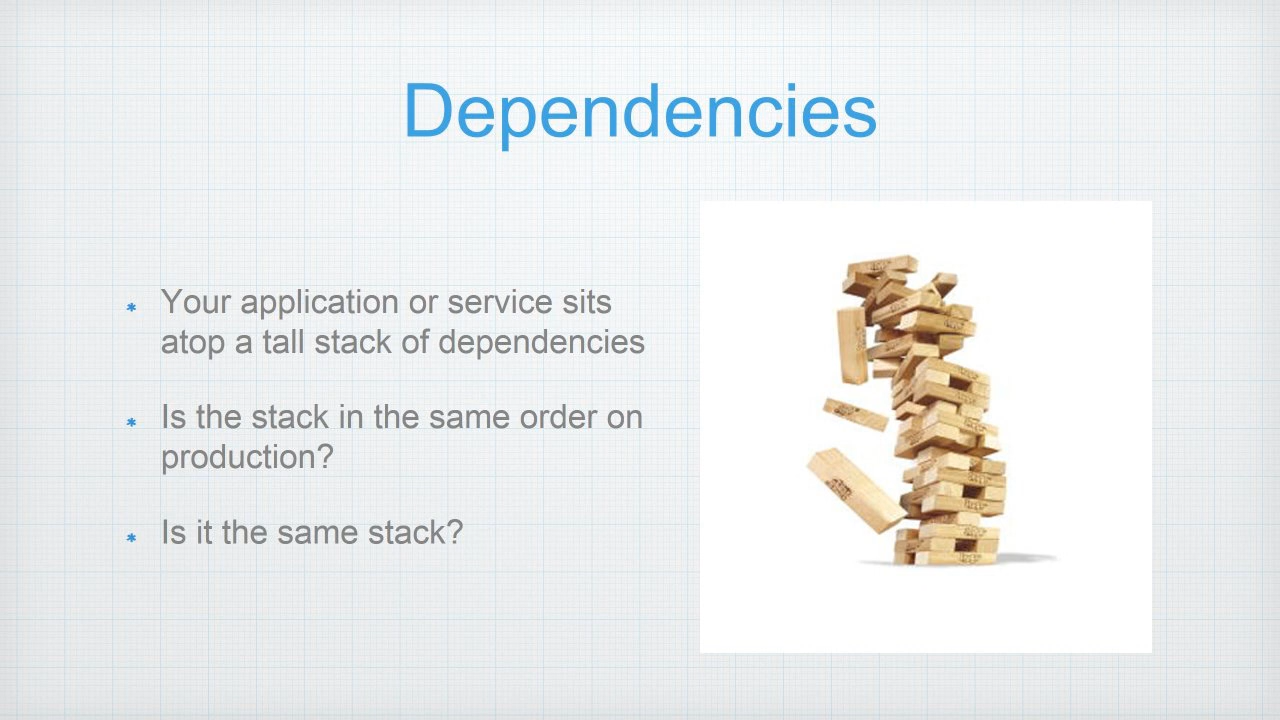 Dependencies
Your application or service sits
atop a tall stack of dependencies
Is the stack in the same order on
production?
Is it the same stack?